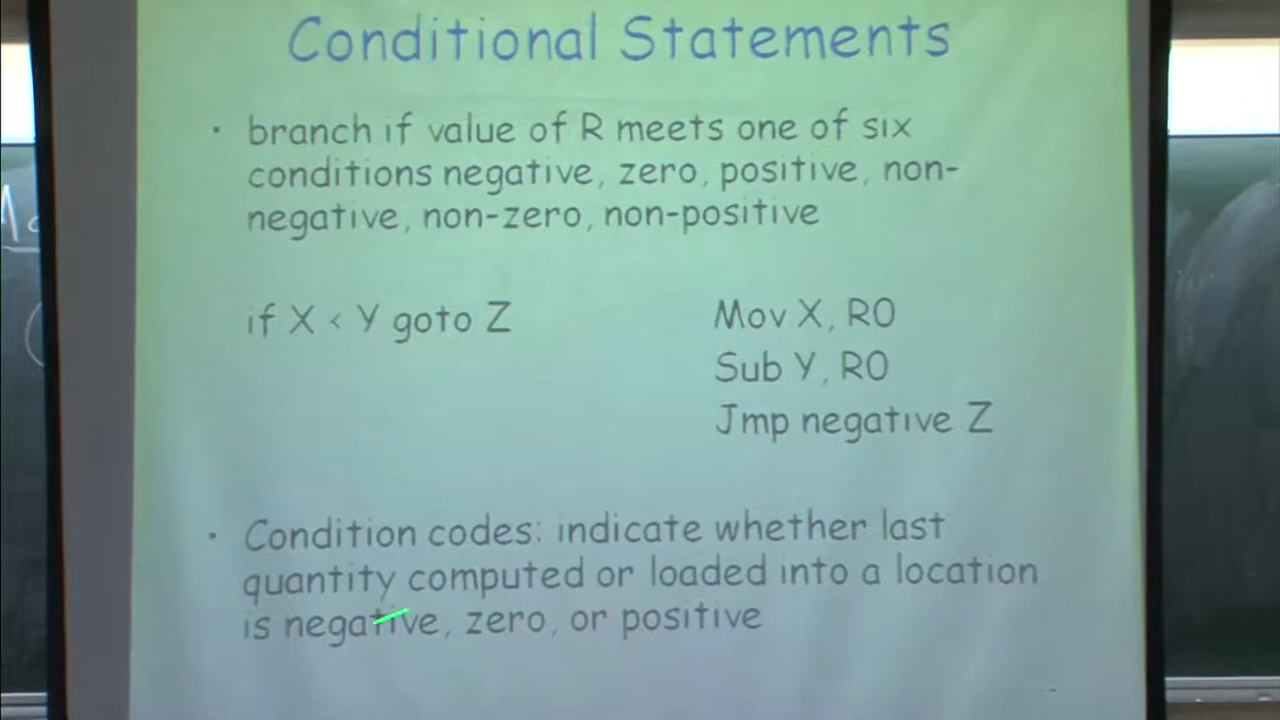 Conditional Statements
· branch if value of R meets one of six
conditions negative, zero, positive, non-
negative, non-zero, non-positive
if X < Y goto Z
Mov X, R0
Sub Y, R0
Jmp negative Z
· Condition codes: indicate whether last
quantity computed or loaded into a location
is negative, zero, or positive